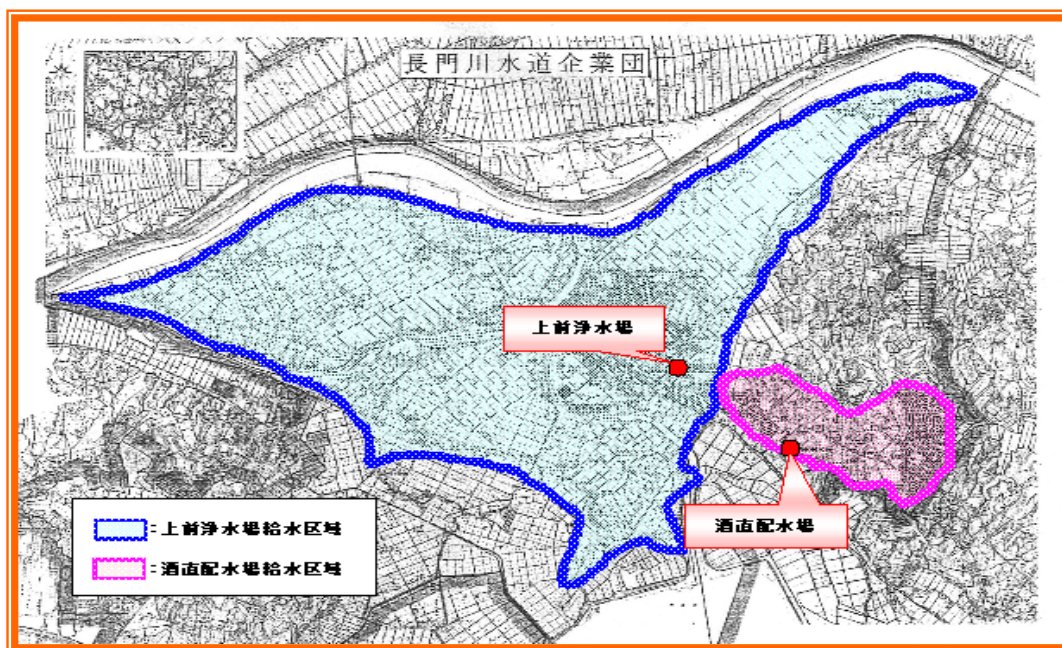 長門川水道企業団
上前浄水場
酒直配水場
:上前浄水場給水区域
:酒直配水場給水区域